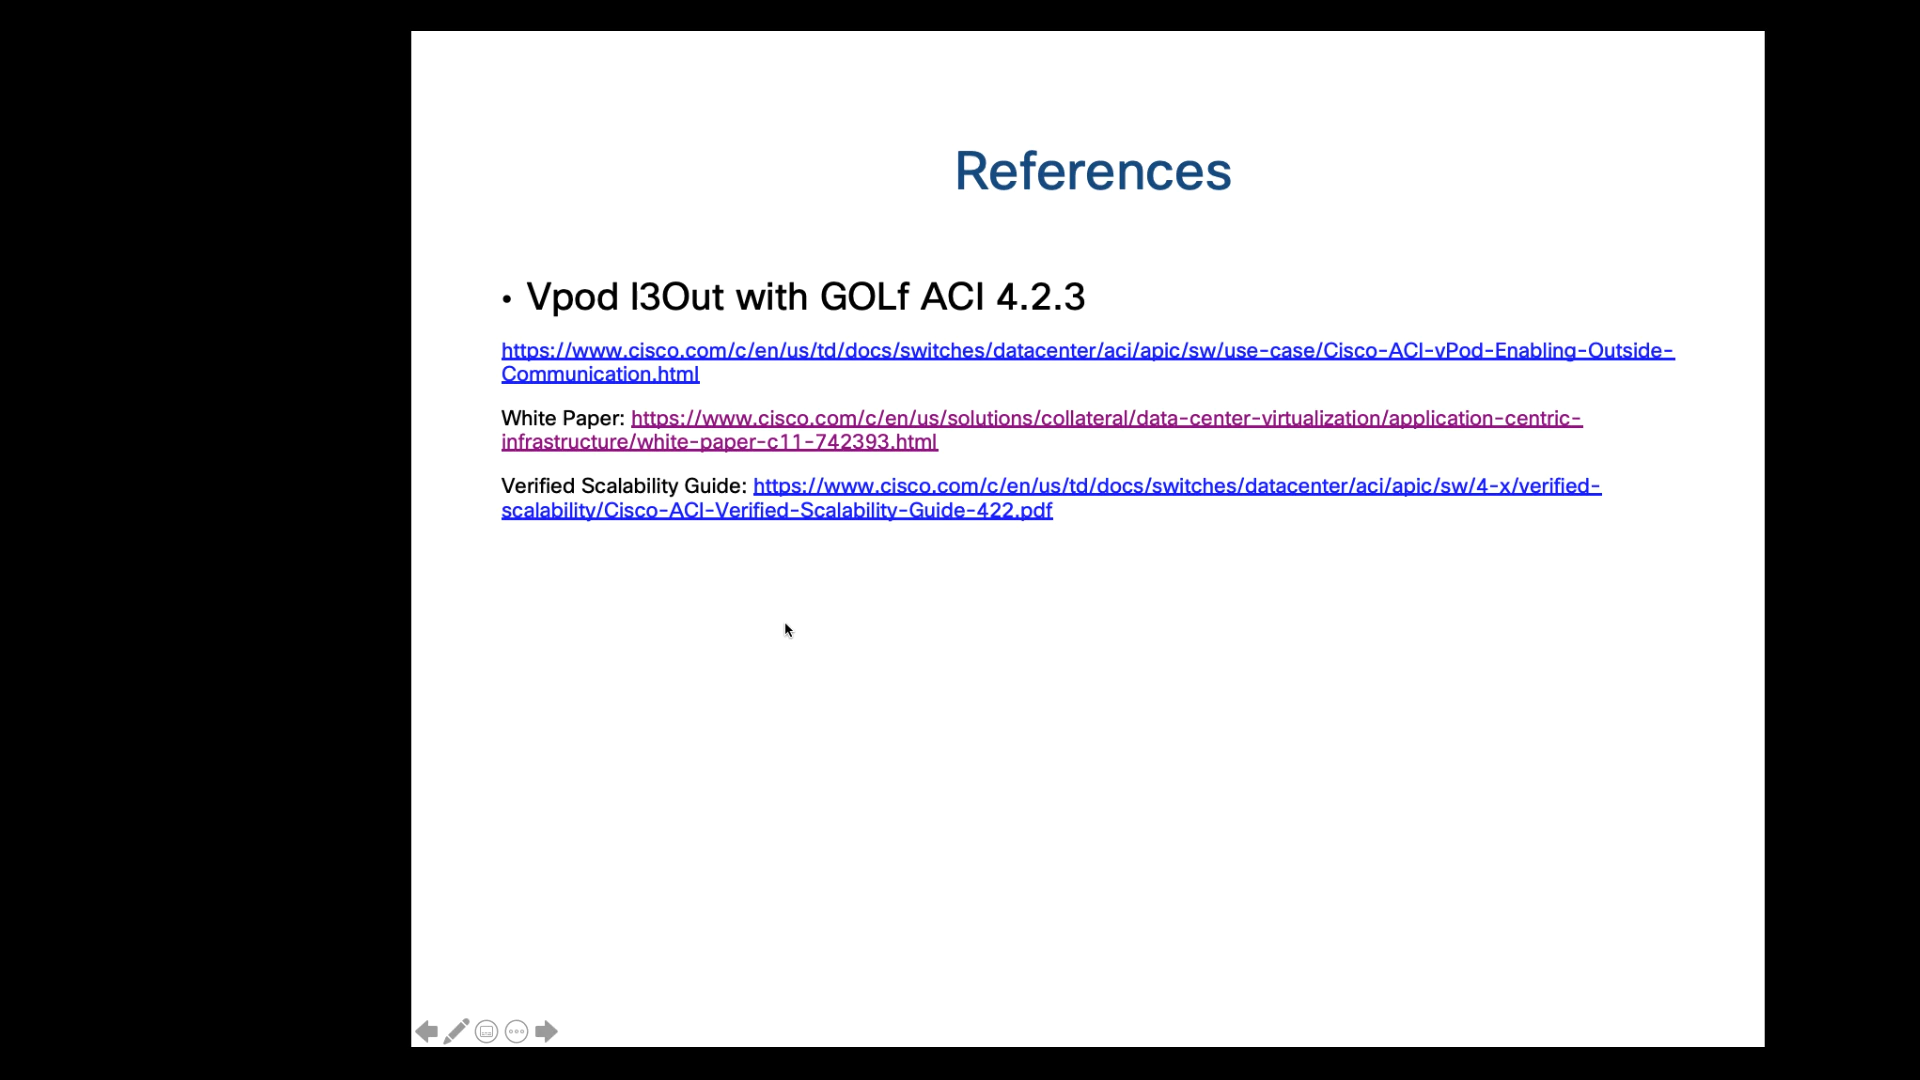 References
• Vpod l3Out with GOLf ACI 4.2.3
https://www.cisco.com/c/en/us/td/docs/switches/datacenter/aci/apic/sw/use-case/Cisco-ACI-vPod-Enabling-Outside-
Communication.html
White Paper: https://www.cisco.com/c/en/us/solutions/collateral/data-center-virtualization/application-centric-
infrastructure/white-paper-c11-742393.html
Verified Scalability Guide: https://www.cisco.com/c/en/us/td/docs/switches/datacenter/aci/apic/sw/4-x/verified-
scalability/Cisco-ACI-Verified-Scalability-Guide-422.pdf